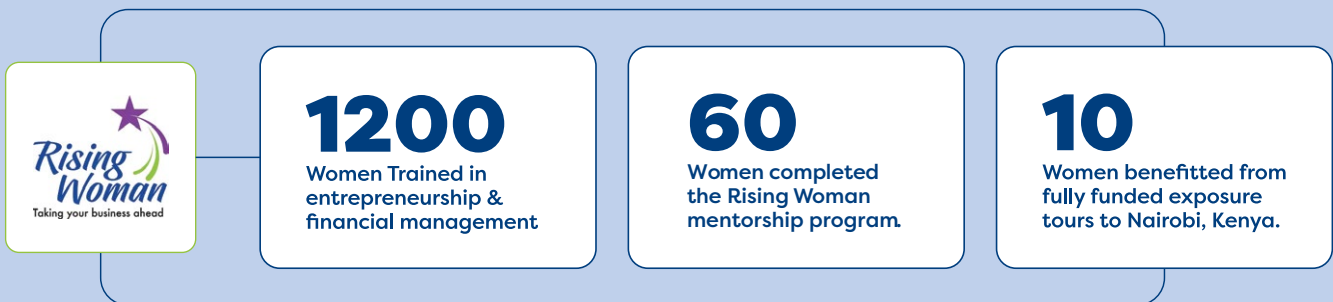 Rising
Woman
Taking your business ahead
1200
Women Trained in
entrepreneurship &
financial management
60
Women completed
the Rising Woman
mentorship program.
10
Women benefitted from
fully funded exposure
tours to Nairobi, Kenya.